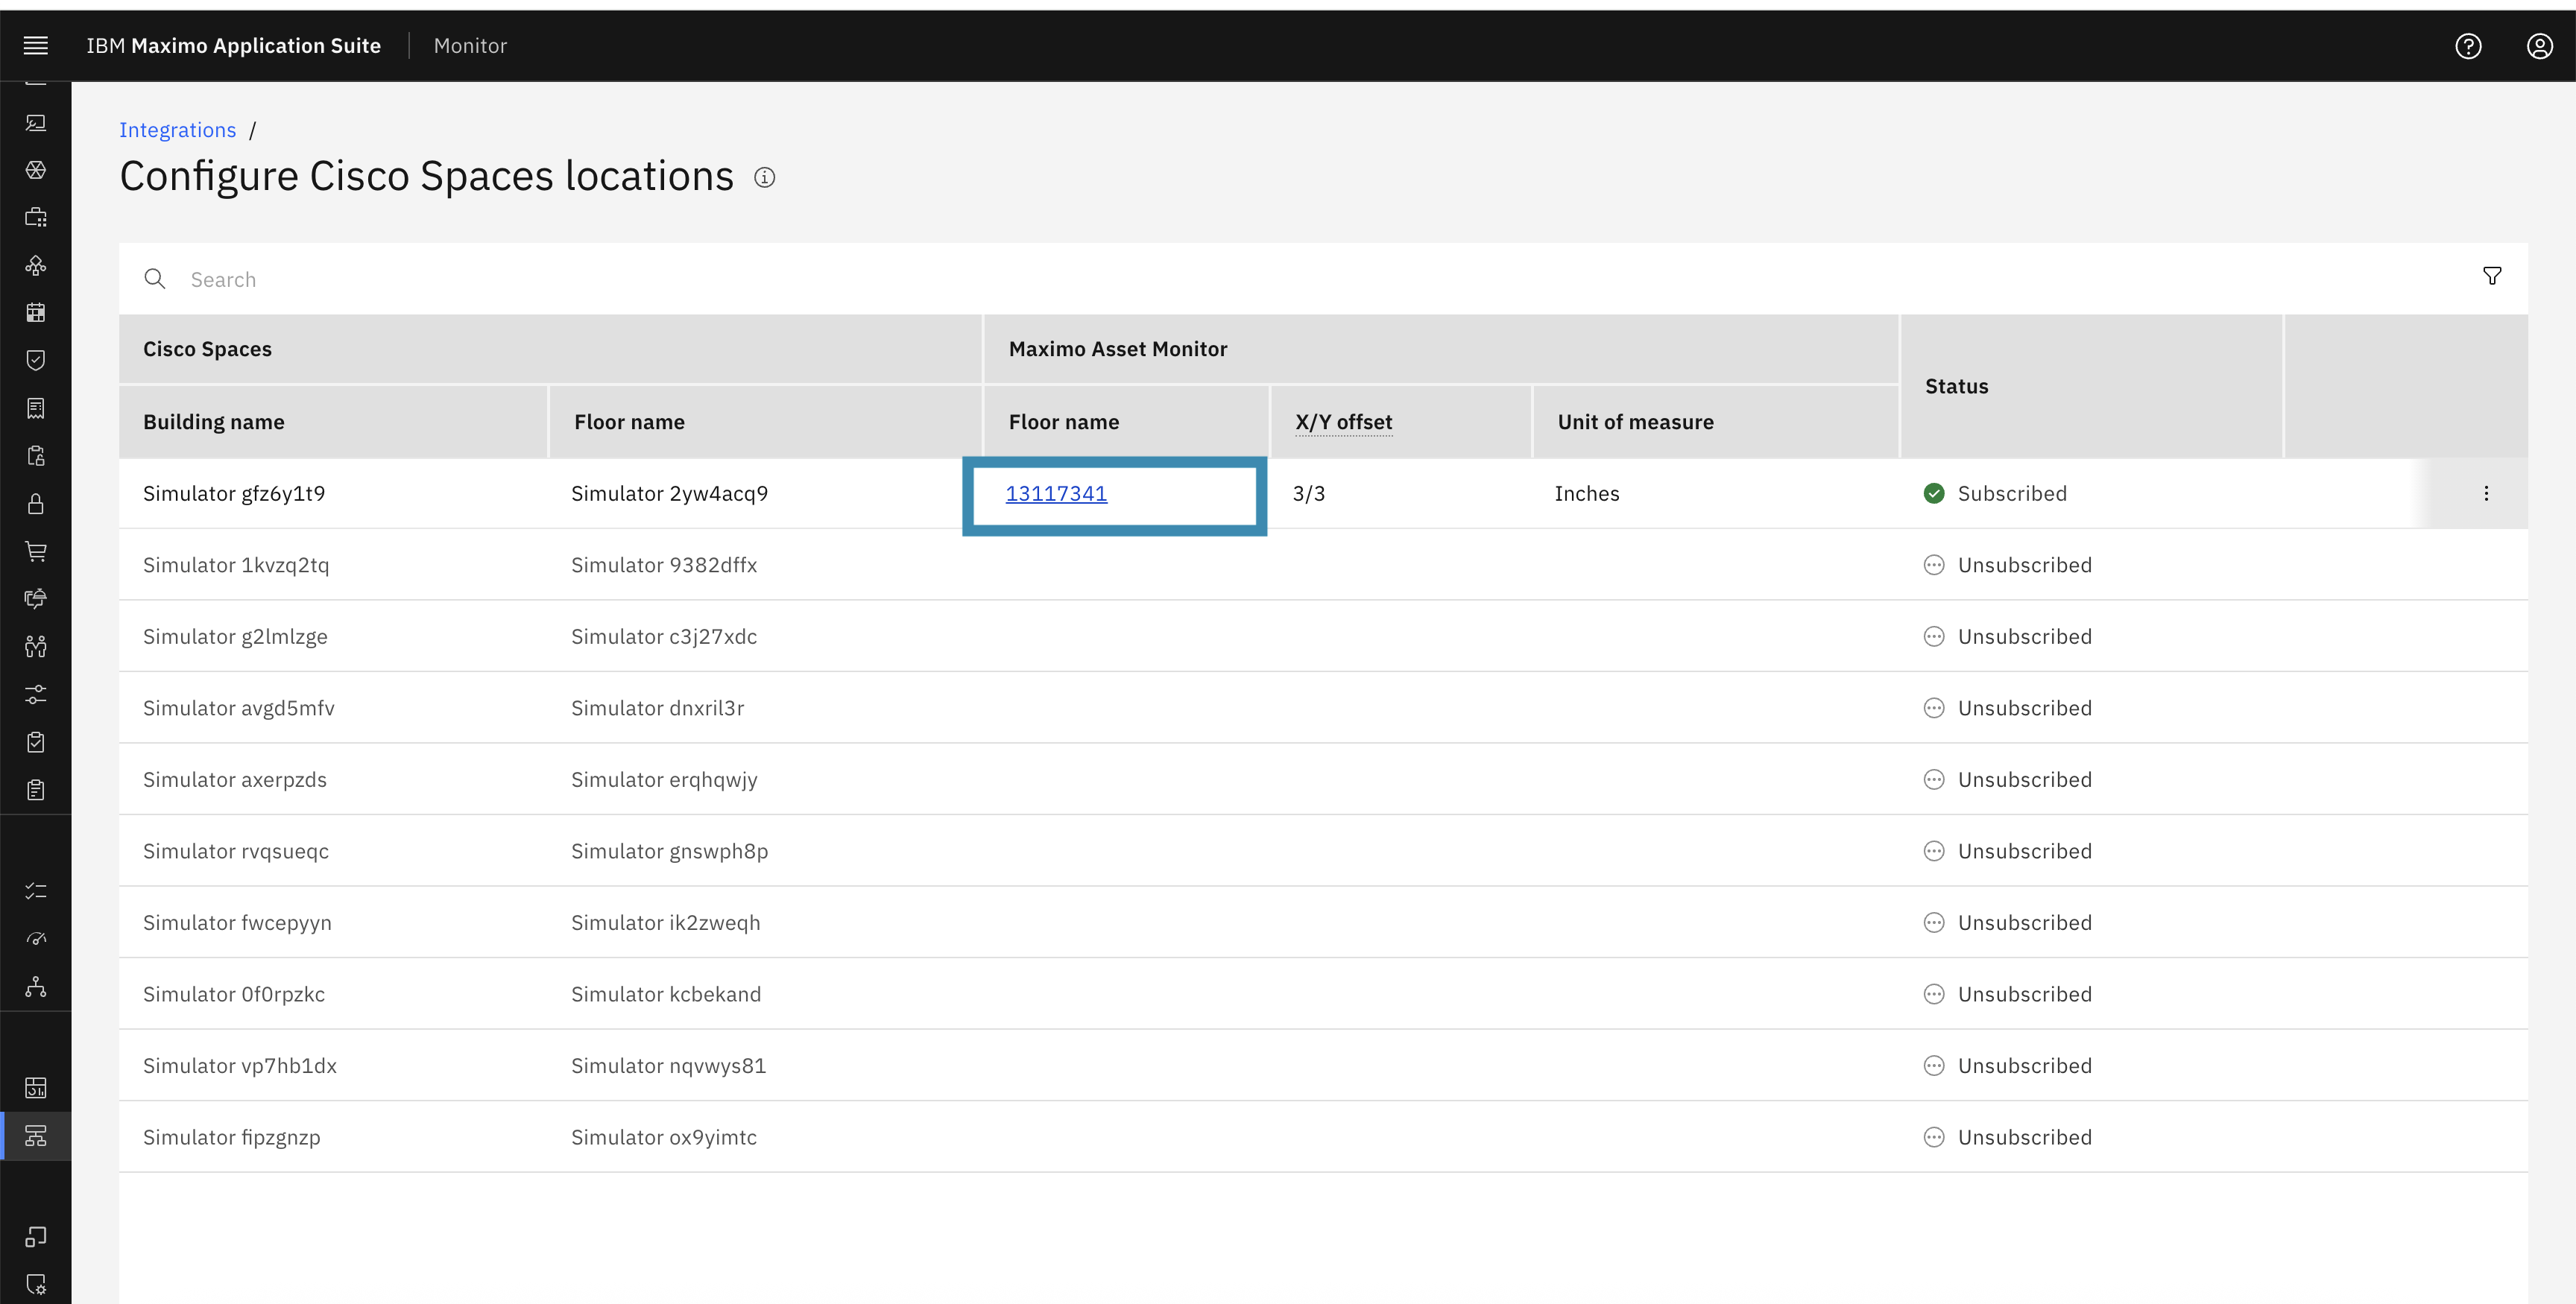 IBM Maximo Application Suite | Monitor
Integrations /
Configure Cisco Spaces locations
Search
Cisco Spaces Maximo Asset Monitor Status
Building name Floor name Floor name X/Y offset Unit of measure
Simulator gfz6y1t9 Simulator 2yw4acq9 13117341 3/3 Inches Subscribed
Simulator 1kvzq2tq Simulator 9382dffx Unsubscribed
Simulator g2lmlzge Simulator c3j27xdc Unsubscribed
Simulator avgd5mfv Simulator dnxril3r Unsubscribed
Simulator axerpzds Simulator erqhqwjy Unsubscribed
Simulator rvqsueqc Simulator gnswph8p Unsubscribed
Simulator fwcepyyn Simulator ik2zweqh Unsubscribed
Simulator 0f0rpzkc Simulator kcbekand Unsubscribed
Simulator vp7hb1dx Simulator nqvwys81 Unsubscribed
Simulator fipzgnzp Simulator ox9yimtc Unsubscribed